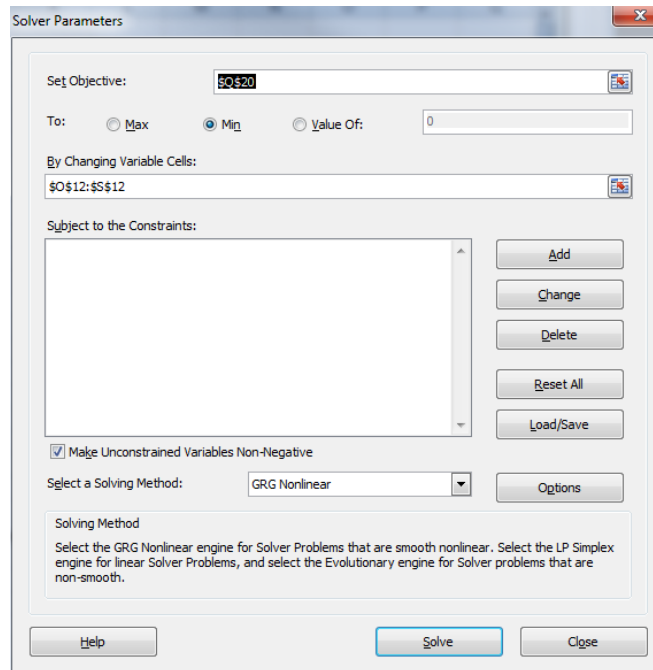 Solver Parameters
Set Objective:
$Q$20
To:
Max
Min
Value Of:
0
By Changing Variable Cells:
$O$12:$S$12
Subject to the Constraints:
Add
Change
Delete
Reset All
Load/Save
Make Unconstrained Variables Non-Negative
Select a Solving Method:
GRG Nonlinear
Options
Solving Method
Select the GRG Nonlinear engine for Solver Problems that are smooth nonlinear. Select the LP Simplex
engine for linear Solver Problems, and select the Evolutionary engine for Solver problems that are
non-smooth.
Help
Solve
Close